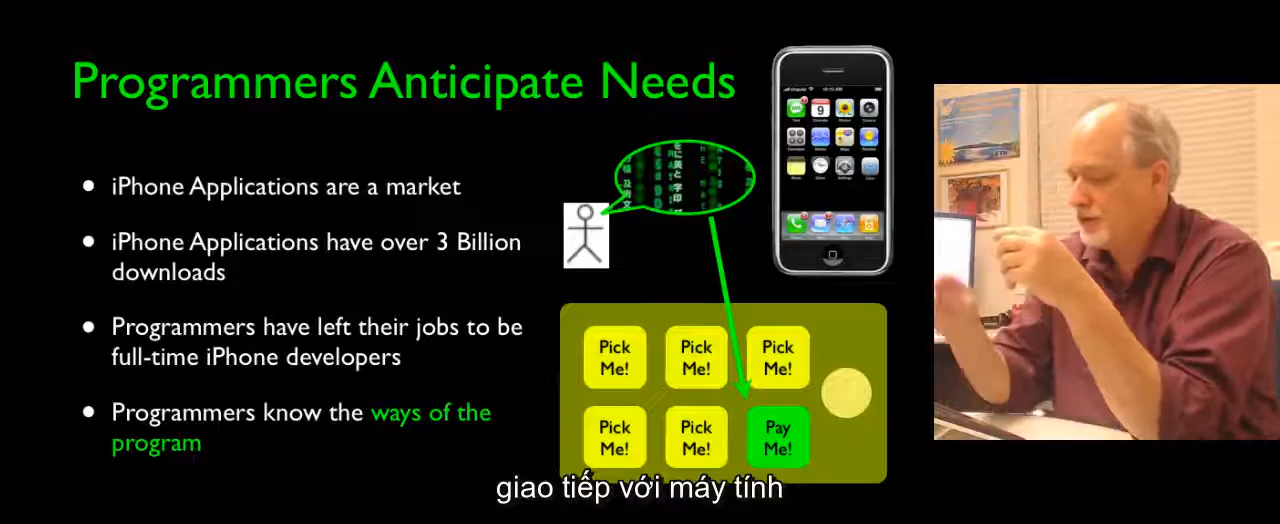 Programmers Anticipate Needs
iPhone Applications are a market
iPhone Applications have over 3 Billion
downloads
Programmers have left their jobs to be
full-time iPhone developers
Programmers know the ways of the
program
Pick
Me!
Pick
Me!
Pick
Me!
Pick
Me!
Pick
Me!
Pay
Me!
giao tiếp với máy tính